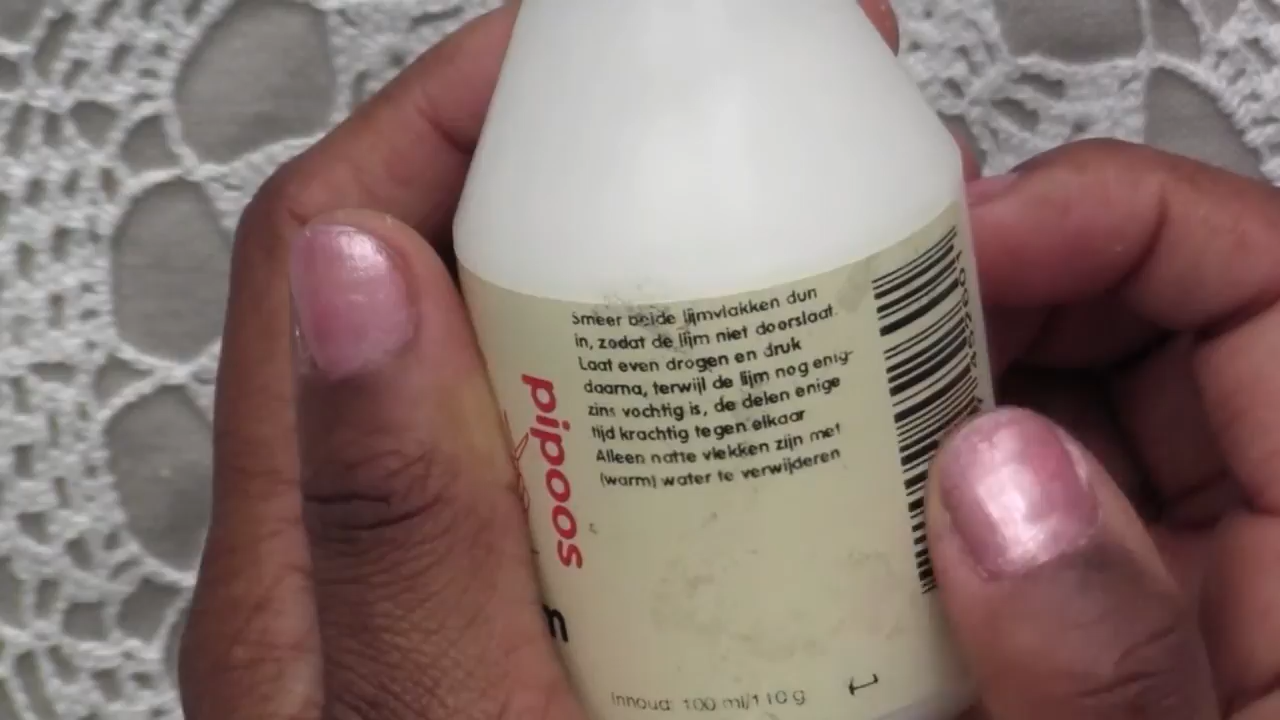 Smeer beide lijmvlakken dun
in, zodat de lijm niet doorslaat.
Laat even drogen en druk
daarna, terwijl de lijm nog enig-
zins vochtig is, de delen enige
tijd krachtig tegen elkaar
Alleen natte vlekken zijn met
(warm) water te verwijderen
pipoos
Inhoud: 100 ml/110 g